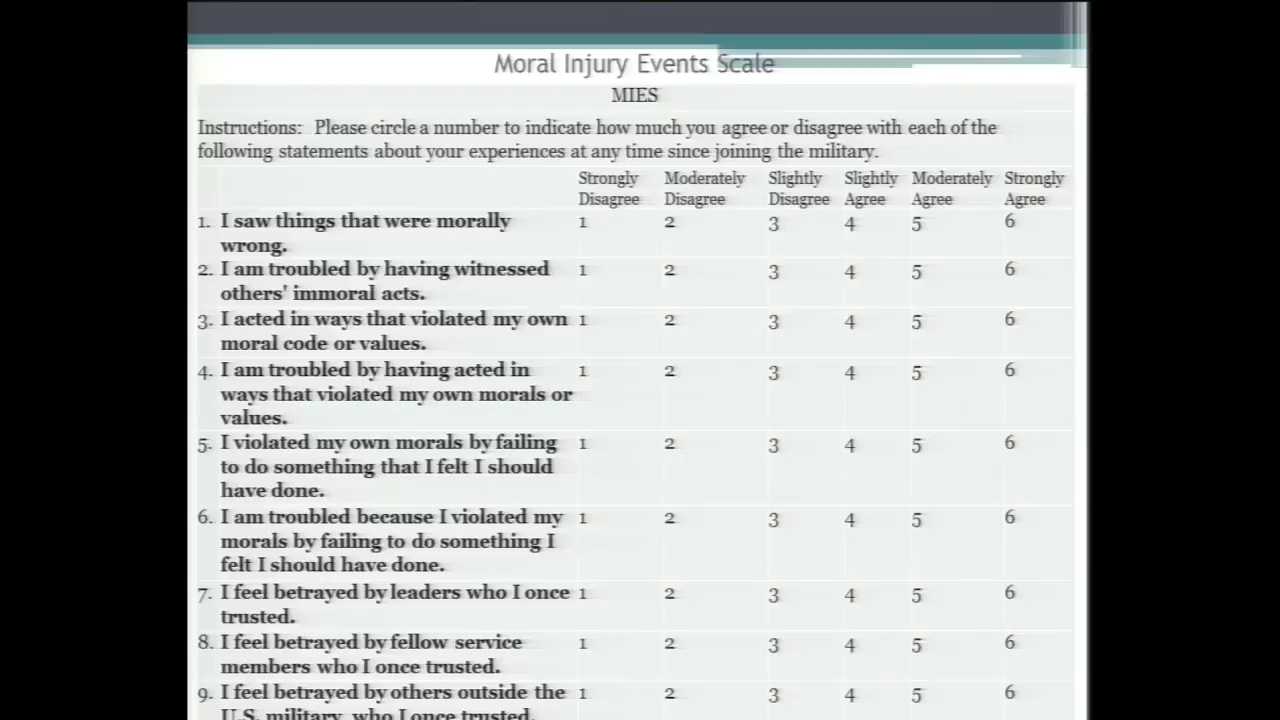 Moral Injury Events Scale
MIES
Instructions: Please circle a number to indicate how much you agree or disagree with each of the
following statements about your experiences at any time since joining the military.
Strongly Disagree Moderately Disagree Slightly Disagree Slightly Agree Moderately Agree Strongly Agree
1. I saw things that were morally 1 2 3 4 5 6
wrong.
2. I am troubled by having witnessed 1 2 3 4 5 6
others' immoral acts.
3. I acted in ways that violated my own 1 2 3 4 5 6
moral code or values.
4. I am troubled by having acted in 1 2 3 4 5 6
ways that violated my own morals or
values.
5. I violated my own morals by failing 1 2 3 4 5 6
to do something that I felt I should
have done.
6. I am troubled because I violated my 1 2 3 4 5 6
morals by failing to do something I
felt I should have done.
7. I feel betrayed by leaders who I once 1 2 3 4 5 6
trusted.
8. I feel betrayed by fellow service 1 2 3 4 5 6
members who I once trusted.
9. I feel betrayed by others outside the 1 2 3 4 5 6
U.S. military, who I once trusted.